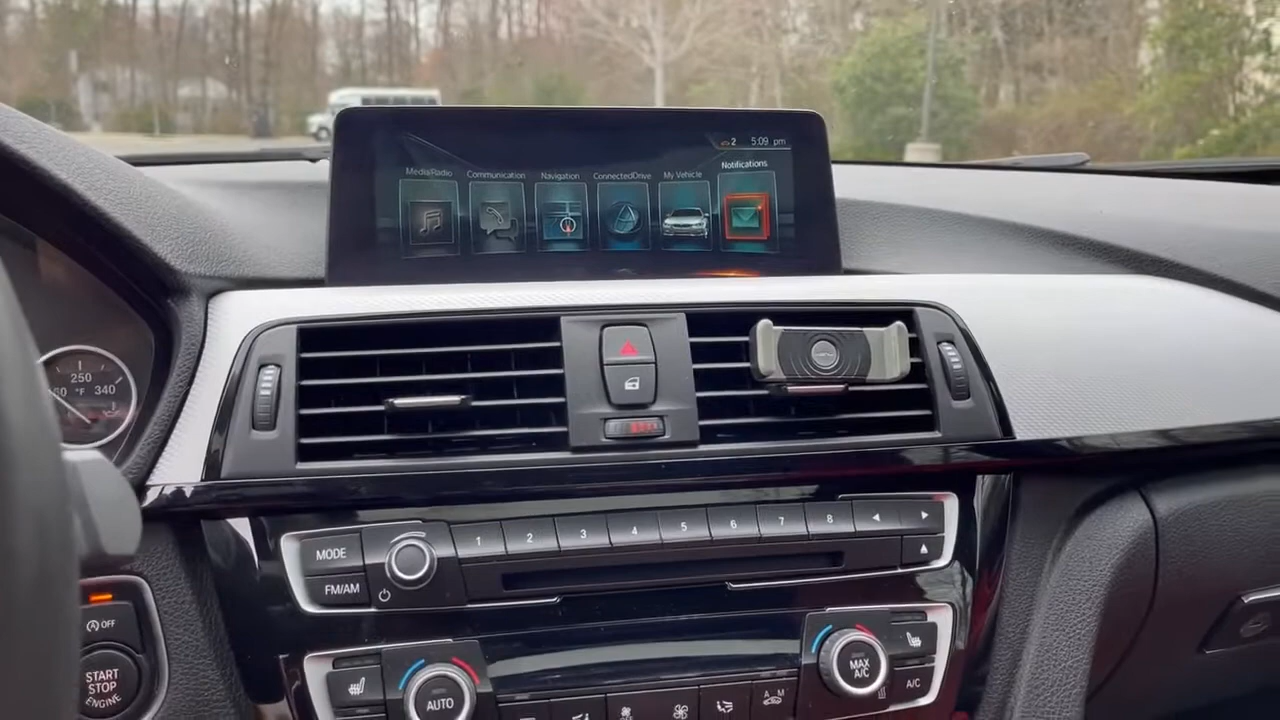 2 5:09 pm
Media/Radio Communication Navigation ConnectedDrive My Vehicle Notifications
250
°F 340
MODE 1 2 3 4 5 6 7 8
FM/AM
OFF
START
STOP
ENGINE
AUTO
MAX
A/C
A/C
A M